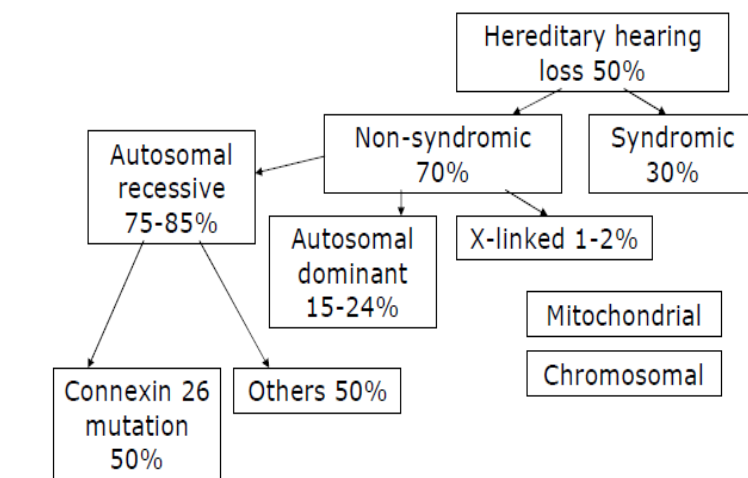 Hereditary hearing
loss 50%
Non-syndromic
70%
Syndromic
30%
Autosomal
recessive
75-85%
Autosomal
dominant
15-24%
X-linked 1-2%
Mitochondrial
Chromosomal
Connexin 26
mutation
50%
Others 50%